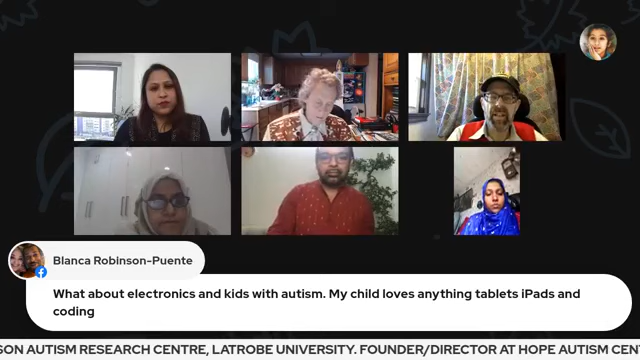 Blanca Robinson-Puente
What about electronics and kids with autism. My child loves anything tablets iPads and
coding
SON AUTISM RESEARCH CENTRE, LATROBE UNIVERSITY. FOUNDER/DIRECTOR AT HOPE AUTISM CEN